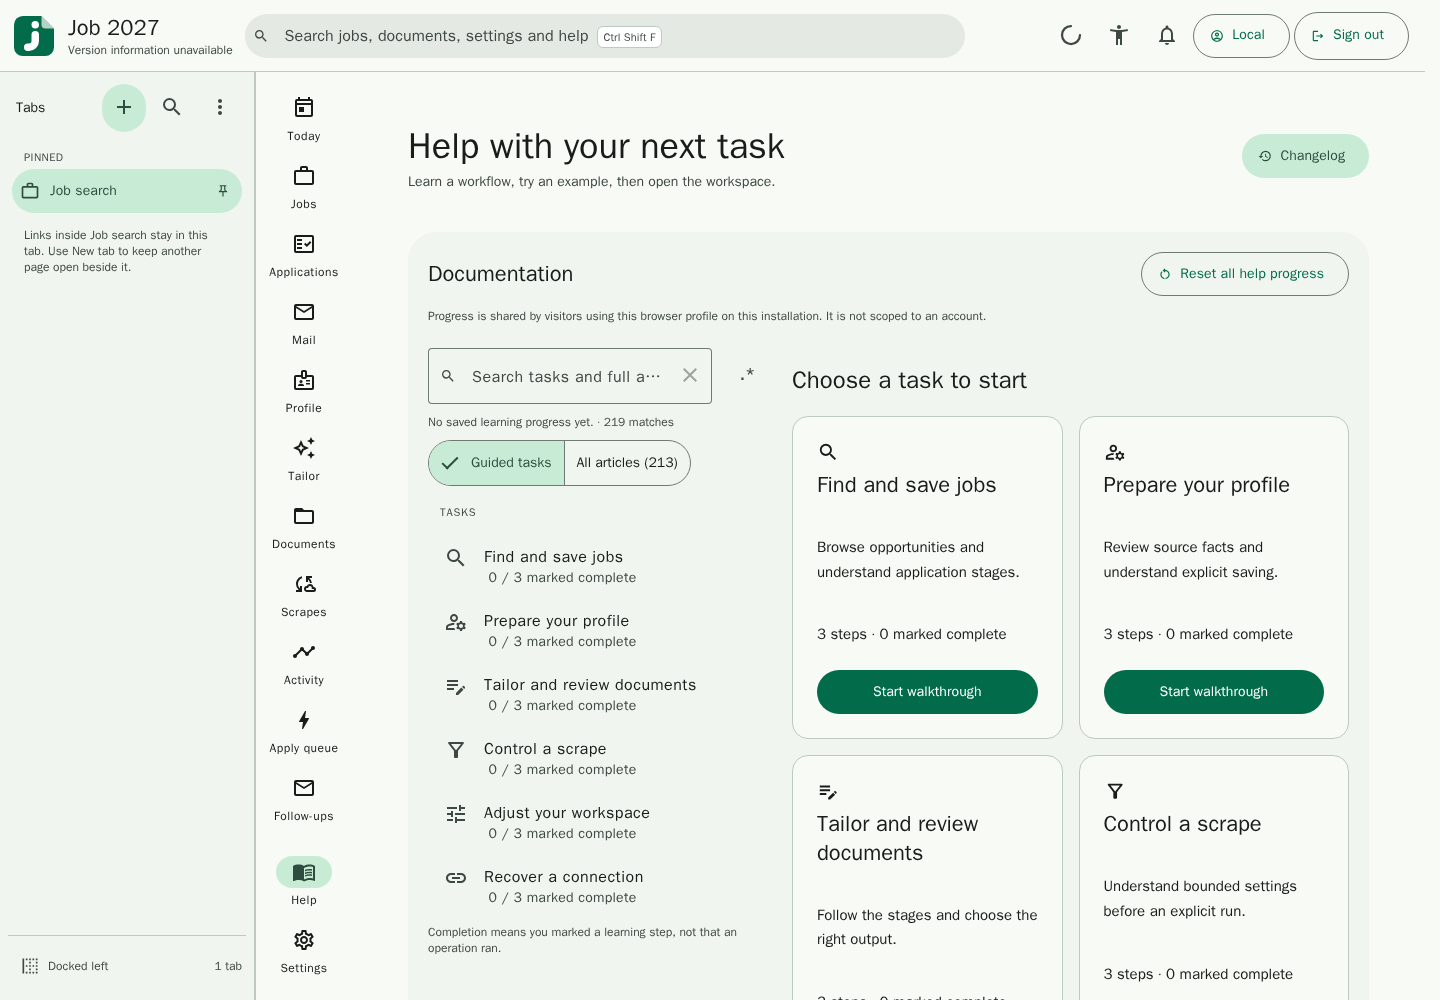 Job 2027
Version information unavailable
Search jobs, documents, settings and help
Ctrl Shift F
Local
Sign out
Tabs
PINNED
Job search
Links inside Job search stay in this
tab. Use New tab to keep another
page open beside it.
Docked left
1 tab
Today
Jobs
Applications
Mail
Profile
Tailor
Documents
Scrapes
Activity
Apply queue
Follow-ups
Help
Settings
Help with your next task
Learn a workflow, try an example, then open the workspace.
Changelog
Documentation
Reset all help progress
Progress is shared by visitors using this browser profile on this installation. It is not scoped to an account.
Search tasks and full a…
.*
No saved learning progress yet. · 219 matches
Guided tasks
All articles (213)
TASKS
Find and save jobs
0 / 3 marked complete
Prepare your profile
0 / 3 marked complete
Tailor and review documents
0 / 3 marked complete
Control a scrape
0 / 3 marked complete
Adjust your workspace
0 / 3 marked complete
Recover a connection
0 / 3 marked complete
Completion means you marked a learning step, not that an
operation ran.
Choose a task to start
Find and save jobs
Browse opportunities and
understand application stages.
3 steps · 0 marked complete
Start walkthrough
Prepare your profile
Review source facts and
understand explicit saving.
3 steps · 0 marked complete
Start walkthrough
Tailor and review
documents
Follow the stages and choose the
right output.
3 steps · 0 marked complete
Control a scrape
Understand bounded settings
before an explicit run.
3 steps · 0 marked complete